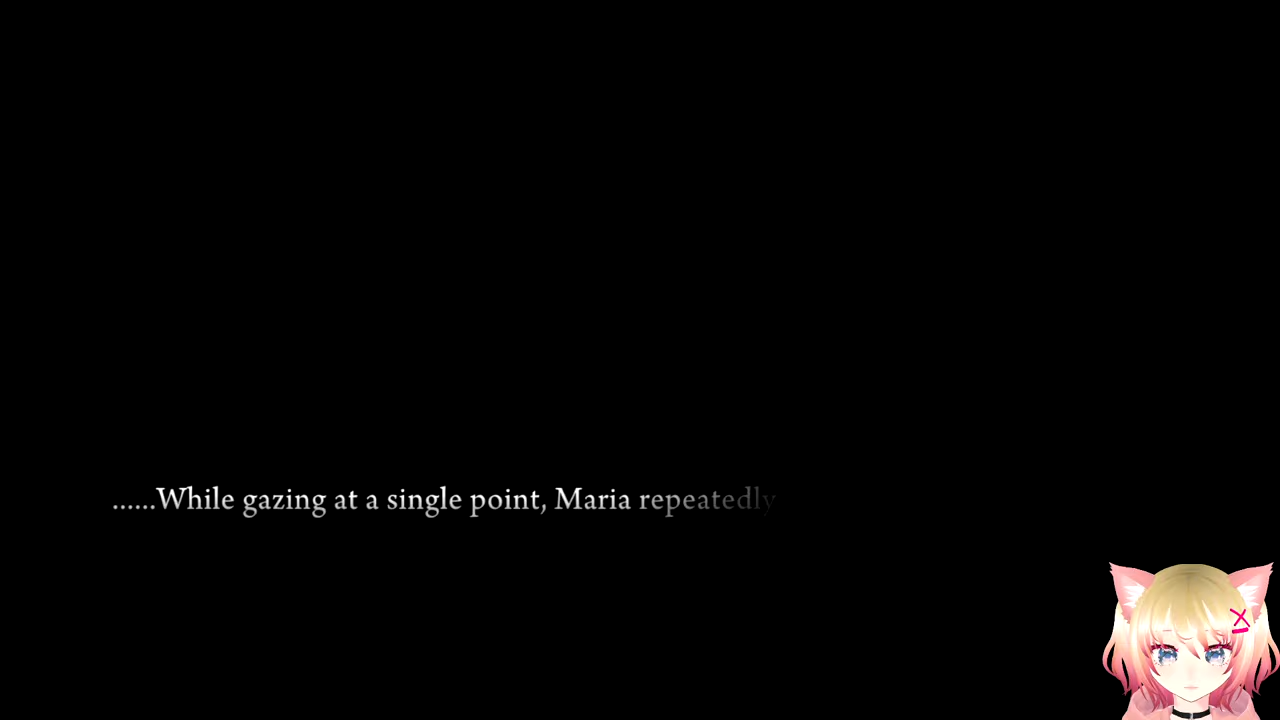 ......While gazing at a single point, Maria repeatedly